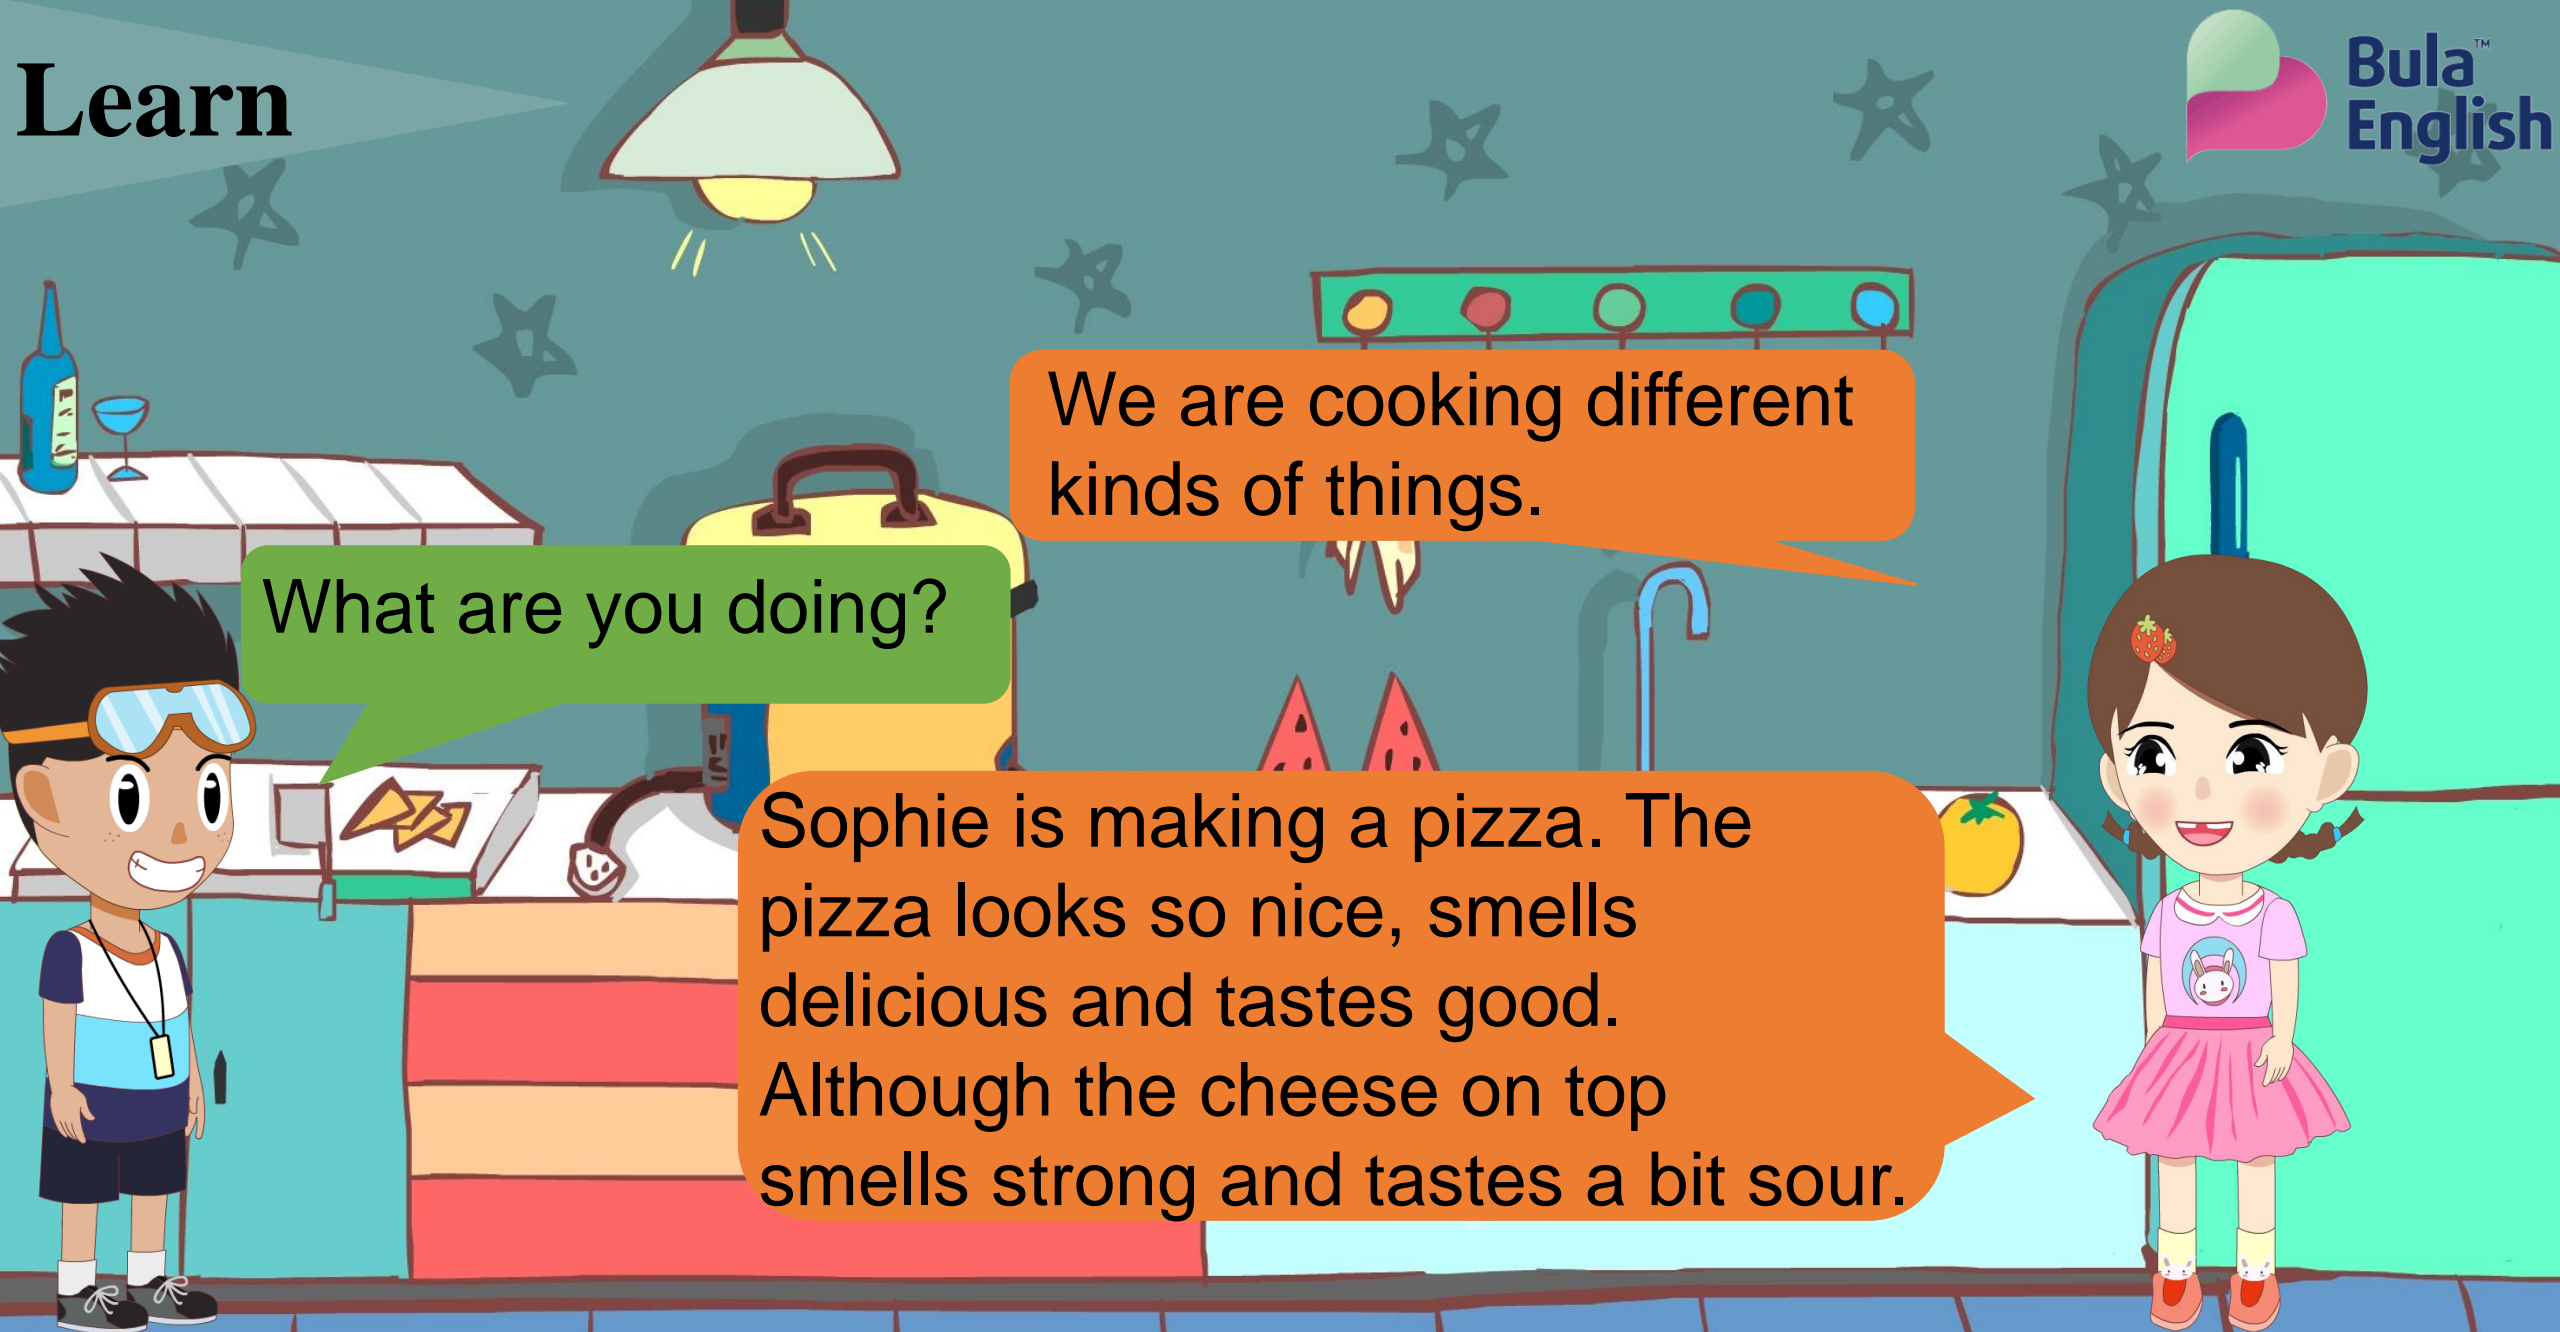 Learn
Bula™
English
What are you doing?
We are cooking different
kinds of things.
Sophie is making a pizza. The
pizza looks so nice, smells
delicious and tastes good.
Although the cheese on top
smells strong and tastes a bit sour.